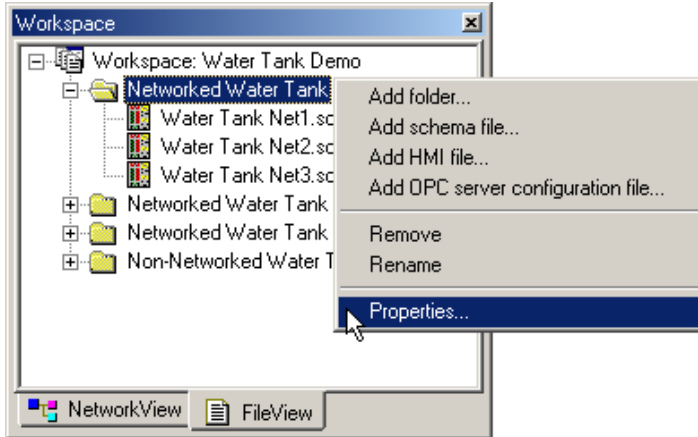 Workspace
Workspace: Water Tank Demo
Networked Water Tank
Water Tank Net1.sc
Water Tank Net2.sc
Water Tank Net3.sc
Networked Water Tank
Networked Water Tank
Non-Networked Water T
Add folder...
Add schema file...
Add HMI file...
Add OPC server configuration file...
Remove
Rename
Properties...
NetworkView
FileView